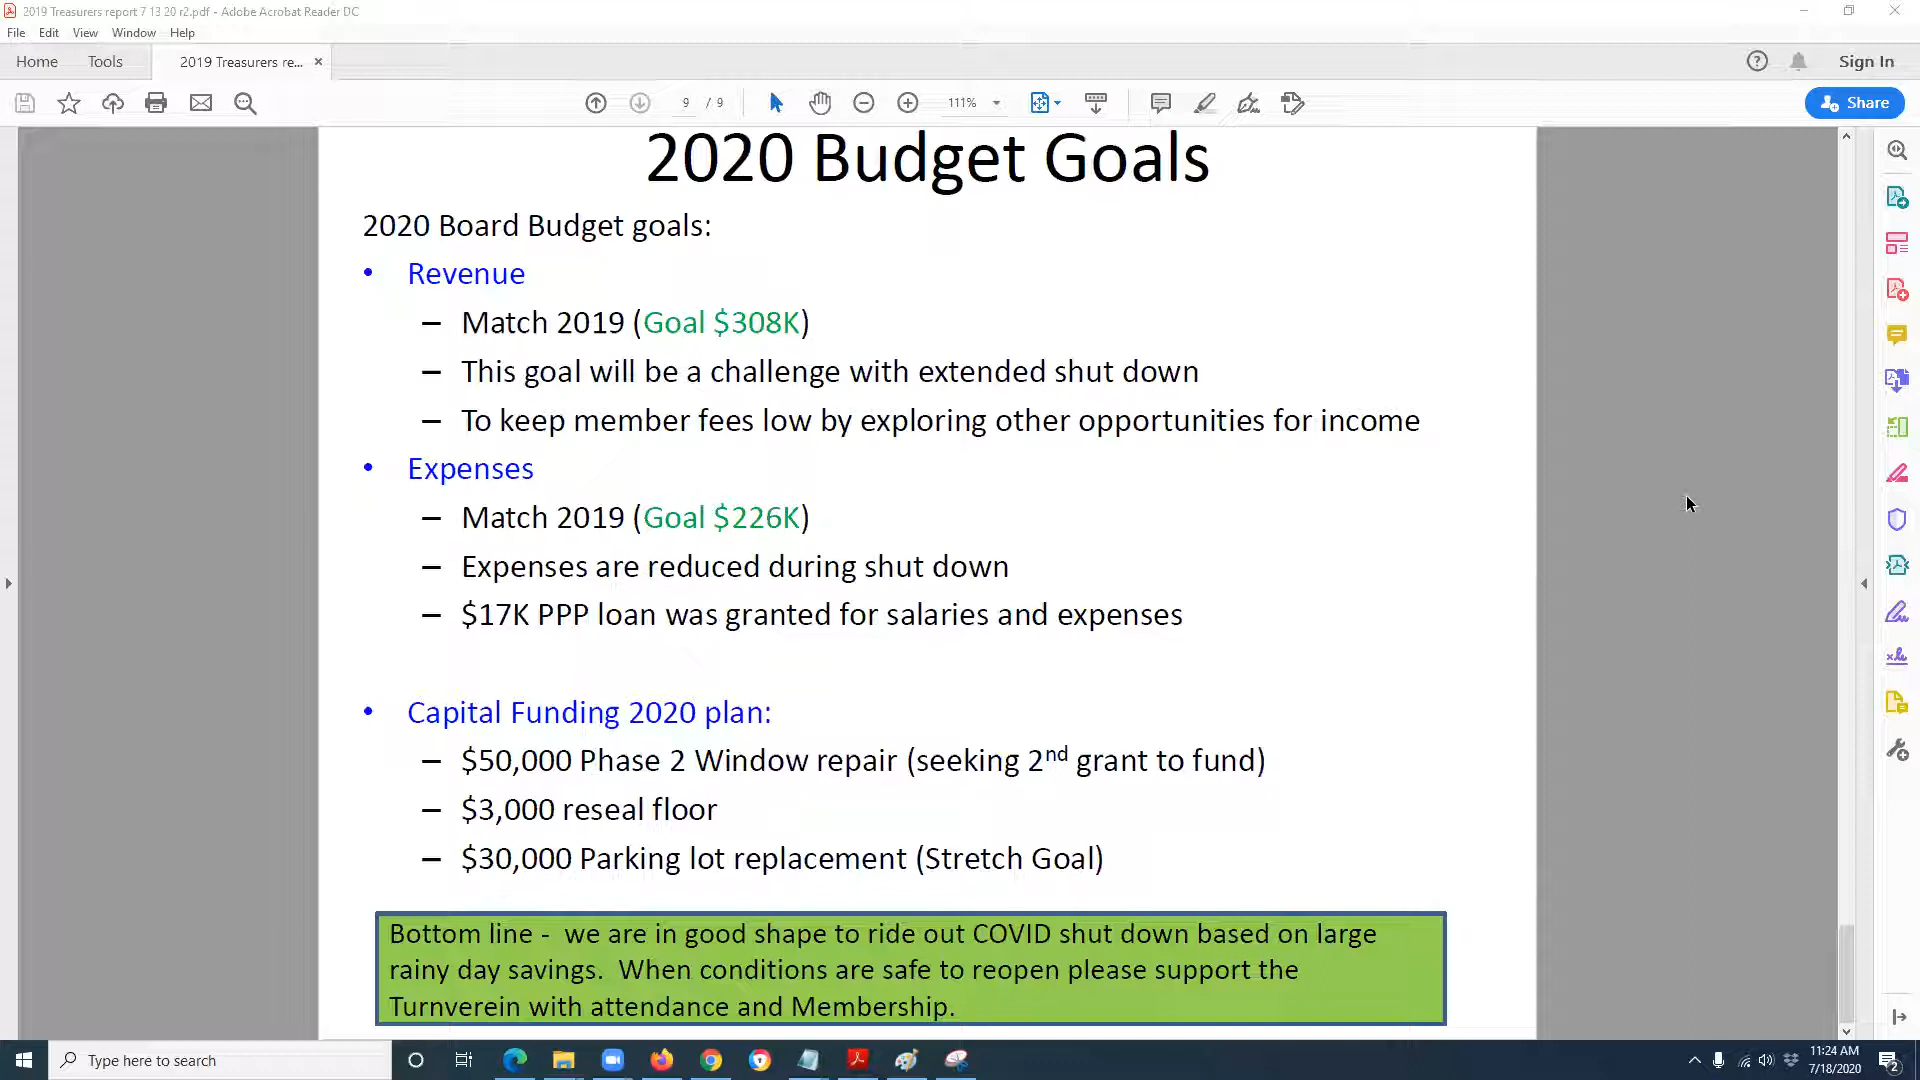 2019 Treasurers report 7 13 20 r2.pdf - Adobe Acrobat Reader DC
File Edit View Window Help
Home Tools 2019 Treasurers re... × Sign In
9 / 9 111% Share
2020 Budget Goals
2020 Board Budget goals:
• Revenue
– Match 2019 (Goal $308K)
– This goal will be a challenge with extended shut down
– To keep member fees low by exploring other opportunities for income
• Expenses
– Match 2019 (Goal $226K)
– Expenses are reduced during shut down
– $17K PPP loan was granted for salaries and expenses
• Capital Funding 2020 plan:
– $50,000 Phase 2 Window repair (seeking 2nd grant to fund)
– $3,000 reseal floor
– $30,000 Parking lot replacement (Stretch Goal)
Bottom line - we are in good shape to ride out COVID shut down based on large
rainy day savings. When conditions are safe to reopen please support the
Turnverein with attendance and Membership.
Type here to search
11:24 AM
7/18/2020
2